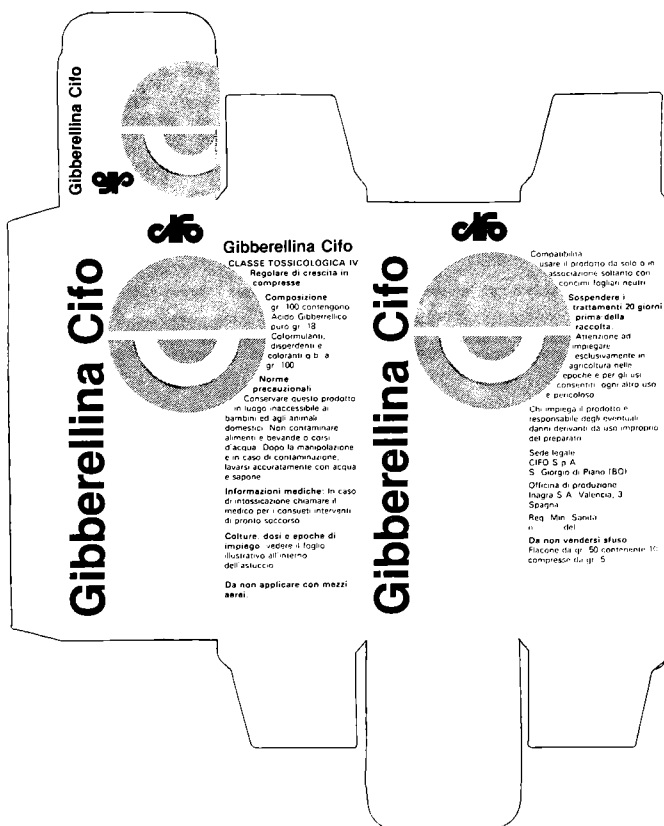 Gibberellina Cifo
cifo
cifo
Gibberellina Cifo
Gibberellina Cifo
CLASSE TOSSICOLOGICA IV
Regolare di crescita in
compresse
Composizione
gr. 100 contengono
Acido Gibberellico
puro gr. 18
Coformulanti,
disperdenti e
coloranti q.b. a
gr. 100
Norme
precauzionali
Conservare questo prodotto
in luogo inaccessibile ai
bambini ed agli animali
domestici. Non contaminare
alimenti e bevande o corsi
d'acqua. Dopo la manipolazione
e in caso di contaminazione,
lavarsi accuratamente con acqua
e sapone.
Informazioni mediche: In caso
di intossicazione chiamare il
medico per i consueti interventi
di pronto soccorso
Colture, dosi e epoche di
impiego: vedere il foglio
illustrativo all'interno
dell'astuccio
Da non applicare con mezzi
aerei.
cifo
Gibberellina Cifo
Compatibilità
usare il prodotto da solo o in
associazione soltanto con
concimi fogliari neutri
Sospendere i
trattamenti 20 giorni
prima della
raccolta.
Attenzione ad
impiegare
esclusivamente in
agricoltura nelle
epoche e per gli usi
consentiti: ogni altro uso
è pericoloso
Chi impiega il prodotto è
responsabile degli eventuali
danni derivanti da uso improprio
del preparato
Sede legale
CIFO S.p.A.
S. Giorgio di Piano (BO)
Officina di produzione
Inagra S.A. Valencia, 3
Spagna
Reg. Min. Sanità
n. del
Da non vendersi sfuso
Flacone da gr. 50 contenente 10
compresse da gr. 5